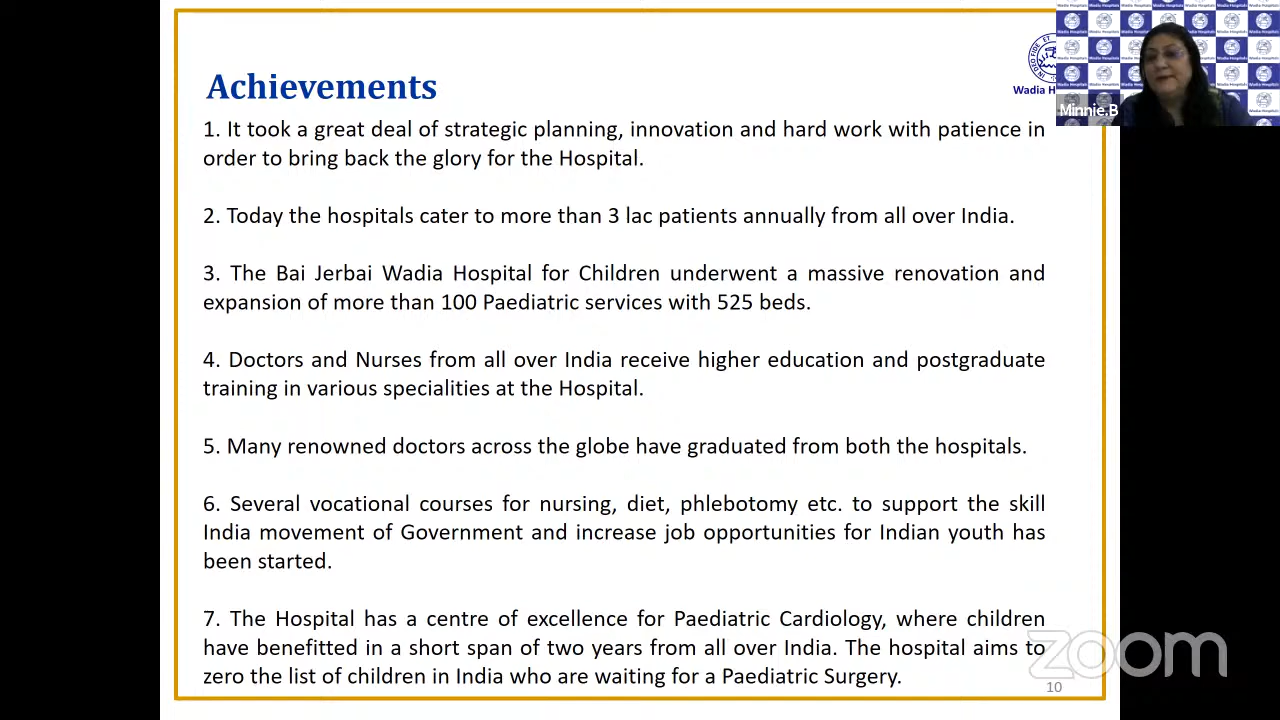 Achievements
Wadia H
Minnie.B
1. It took a great deal of strategic planning, innovation and hard work with patience in
order to bring back the glory for the Hospital.
2. Today the hospitals cater to more than 3 lac patients annually from all over India.
3. The Bai Jerbai Wadia Hospital for Children underwent a massive renovation and
expansion of more than 100 Paediatric services with 525 beds.
4. Doctors and Nurses from all over India receive higher education and postgraduate
training in various specialities at the Hospital.
5. Many renowned doctors across the globe have graduated from both the hospitals.
6. Several vocational courses for nursing, diet, phlebotomy etc. to support the skill
India movement of Government and increase job opportunities for Indian youth has
been started.
7. The Hospital has a centre of excellence for Paediatric Cardiology, where children
have benefitted in a short span of two years from all over India. The hospital aims to
zero the list of children in India who are waiting for a Paediatric Surgery.
zoom
10